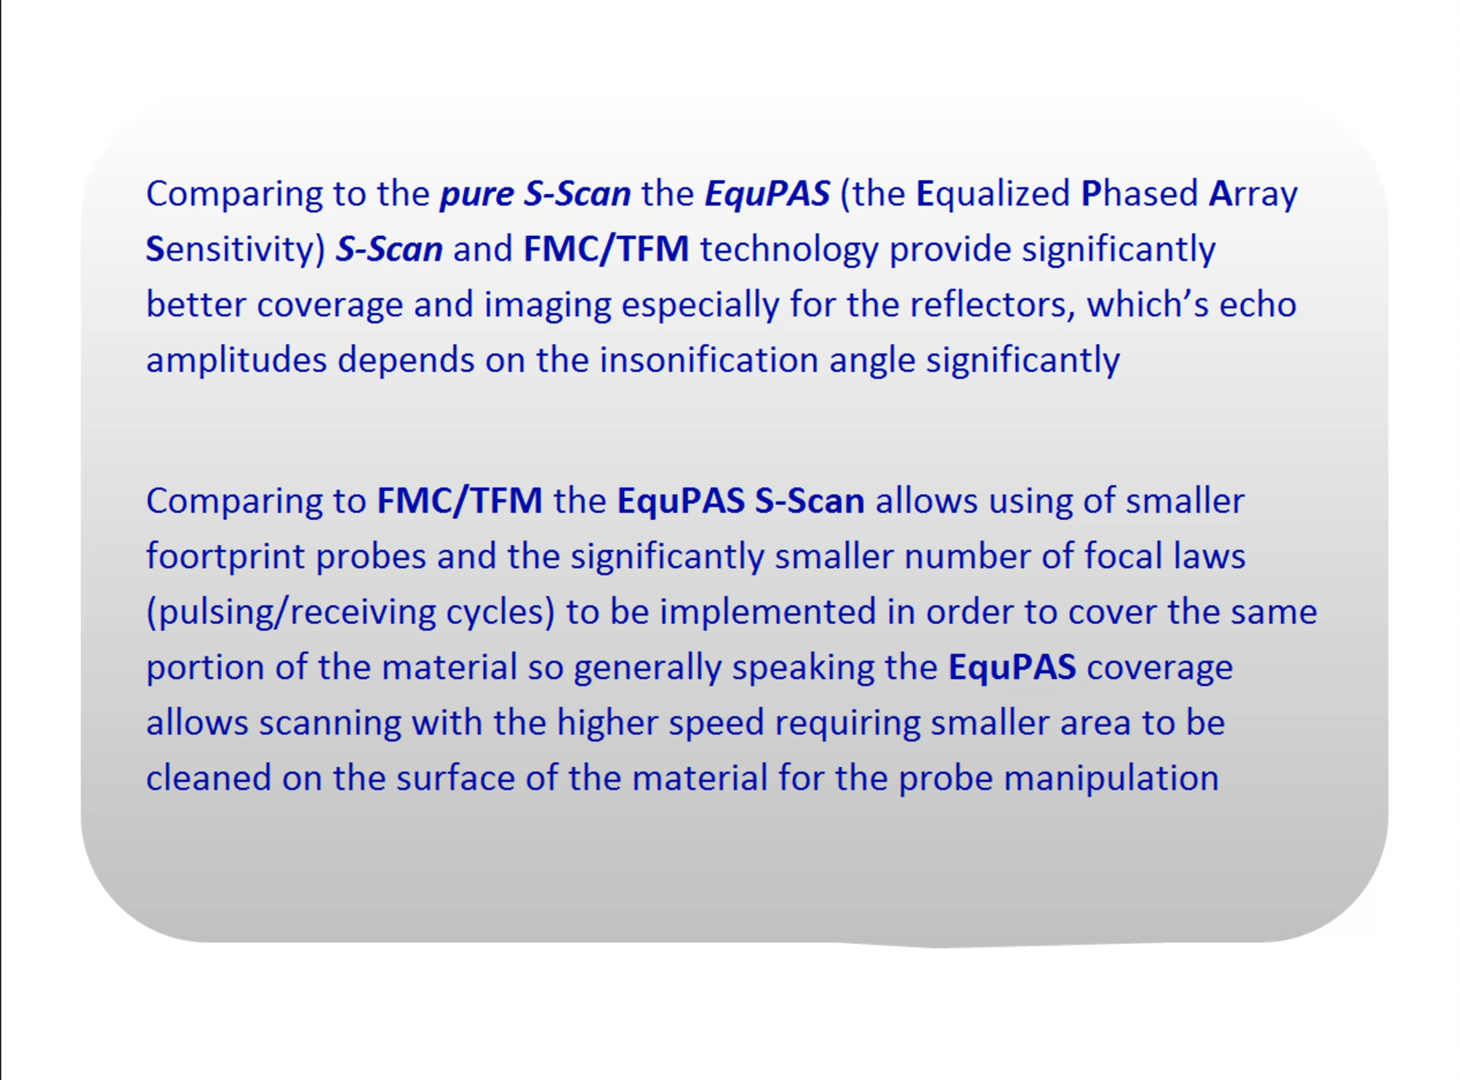 Comparing to the pure S-Scan the EquPAS (the Equalized Phased Array
Sensitivity) S-Scan and FMC/TFM technology provide significantly
better coverage and imaging especially for the reflectors, which’s echo
amplitudes depends on the insonification angle significantly
Comparing to FMC/TFM the EquPAS S-Scan allows using of smaller
foortprint probes and the significantly smaller number of focal laws
(pulsing/receiving cycles) to be implemented in order to cover the same
portion of the material so generally speaking the EquPAS coverage
allows scanning with the higher speed requiring smaller area to be
cleaned on the surface of the material for the probe manipulation